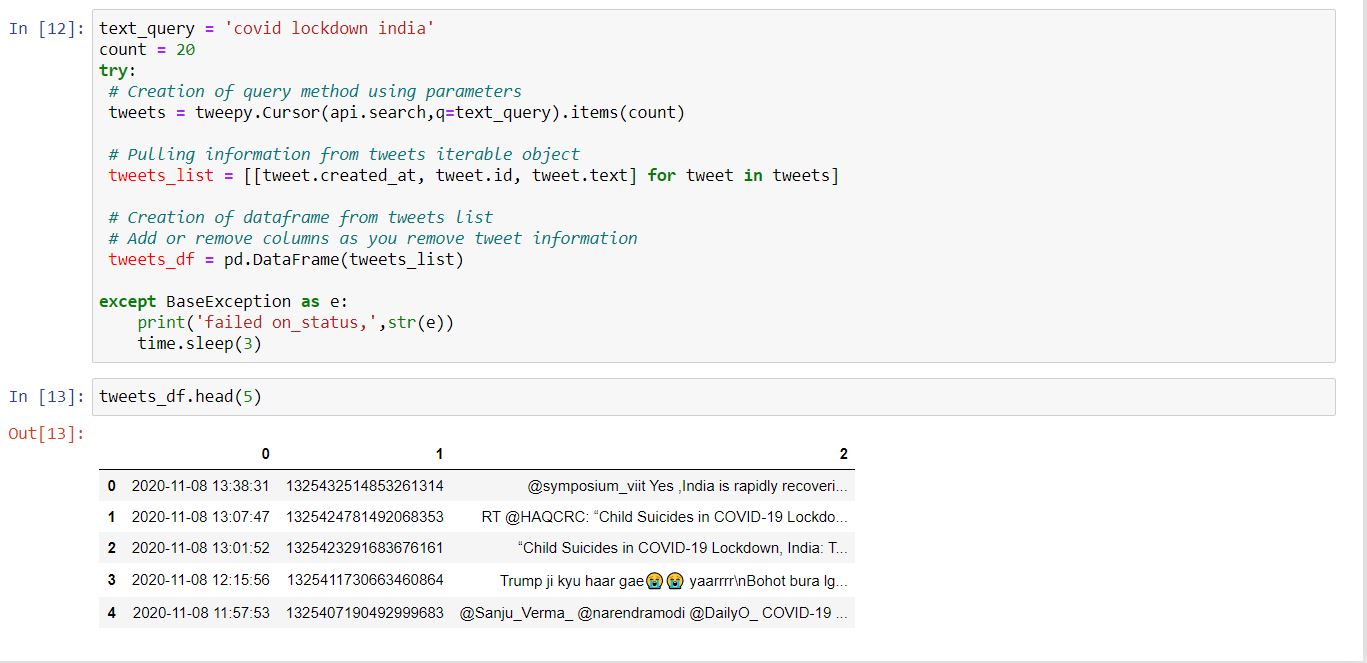 In [12]: text_query = 'covid lockdown india'
count = 20
try:
 # Creation of query method using parameters
 tweets = tweepy.Cursor(api.search,q=text_query).items(count)
 # Pulling information from tweets iterable object
 tweets_list = [[tweet.created_at, tweet.id, tweet.text] for tweet in tweets]
 # Creation of dataframe from tweets list
 # Add or remove columns as you remove tweet information
 tweets_df = pd.DataFrame(tweets_list)
except BaseException as e:
    print('failed on_status,',str(e))
    time.sleep(3)
In [13]: tweets_df.head(5)
Out[13]:
0 1 2
0 2020-11-08 13:38:31 1325432514853261314 @symposium_viit Yes ,India is rapidly recoveri...
1 2020-11-08 13:07:47 1325424781492068353 RT @HAQCRC: “Child Suicides in COVID-19 Lockdo...
2 2020-11-08 13:01:52 1325423291683676161 “Child Suicides in COVID-19 Lockdown, India: T...
3 2020-11-08 12:15:56 1325411730663460864 Trump ji kyu haar gae😭😭 yaarrrr\nBohot bura lg...
4 2020-11-08 11:57:53 1325407190492999683 @Sanju_Verma_ @narendramodi @DailyO_ COVID-19 ...